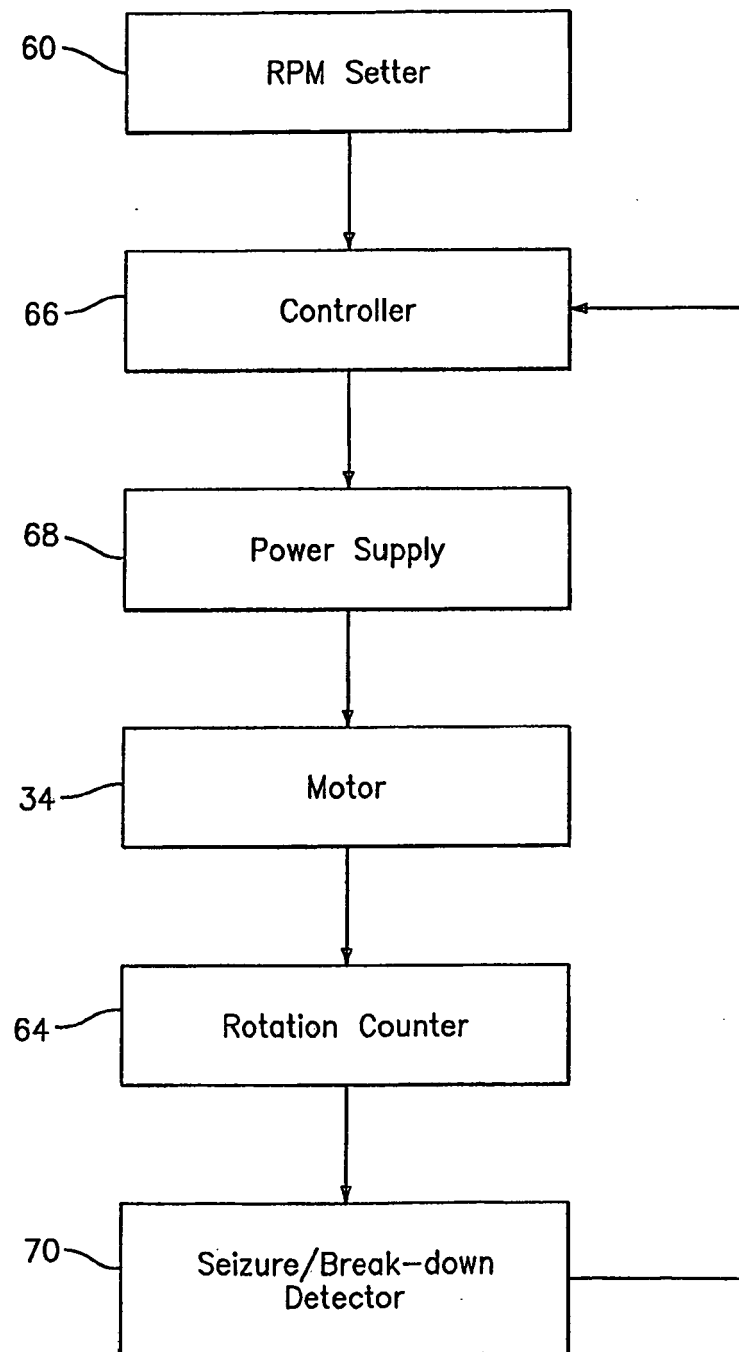 60
RPM Setter
66
Controller
68
Power Supply
34
Motor
64
Rotation Counter
70
Seizure/Break-down
Detector